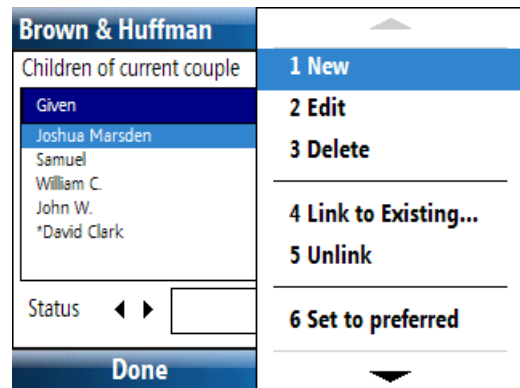 Brown & Huffman
Children of current couple
Given
Joshua Marsden
Samuel
William C.
John W.
*David Clark
Status
Done
1 New
2 Edit
3 Delete
4 Link to Existing...
5 Unlink
6 Set to preferred